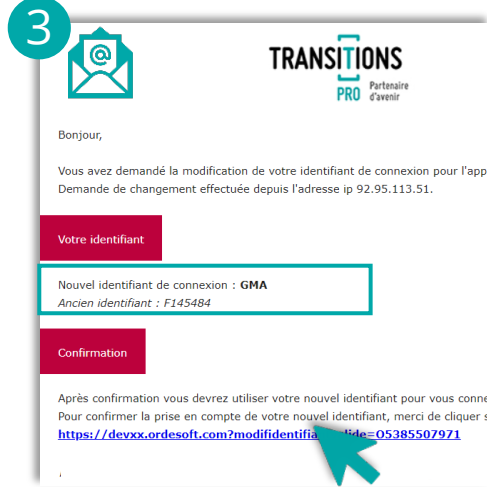 3
@
TRANSITIONS
PRO Partenaire
d'avenir
Bonjour,
Vous avez demandé la modification de votre identifiant de connexion pour l'app
Demande de changement effectuée depuis l'adresse ip 92.95.113.51.
Votre identifiant
Nouvel identifiant de connexion : GMA
Ancien identifiant : F145484
Confirmation
Après confirmation vous devrez utiliser votre nouvel identifiant pour vous conne
Pour confirmer la prise en compte de votre nouvel identifiant, merci de cliquer s
https://devxx.ordesoft.com?modifidentifia lide=O5385507971